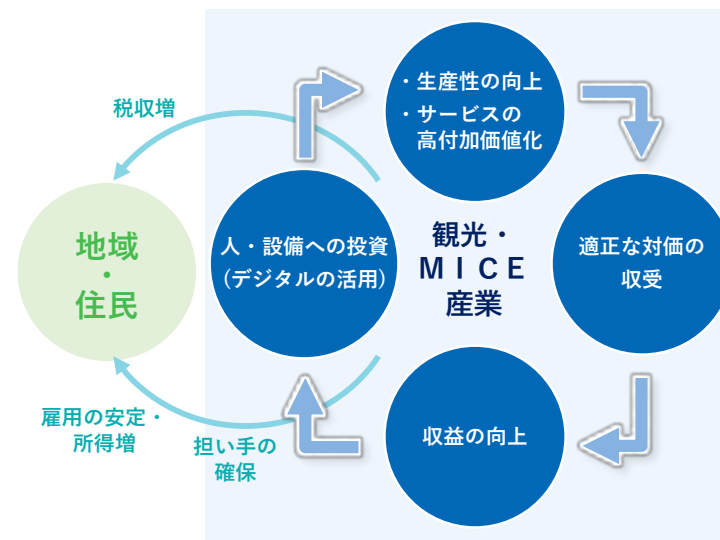 ・生産性の向上
・サービスの
高付加価値化
税収増
地域
・
住民
人・設備への投資
(デジタルの活用)
観光・
ＭＩＣＥ
産業
適正な対価の
収受
雇用の安定・
所得増
担い手の
確保
収益の向上